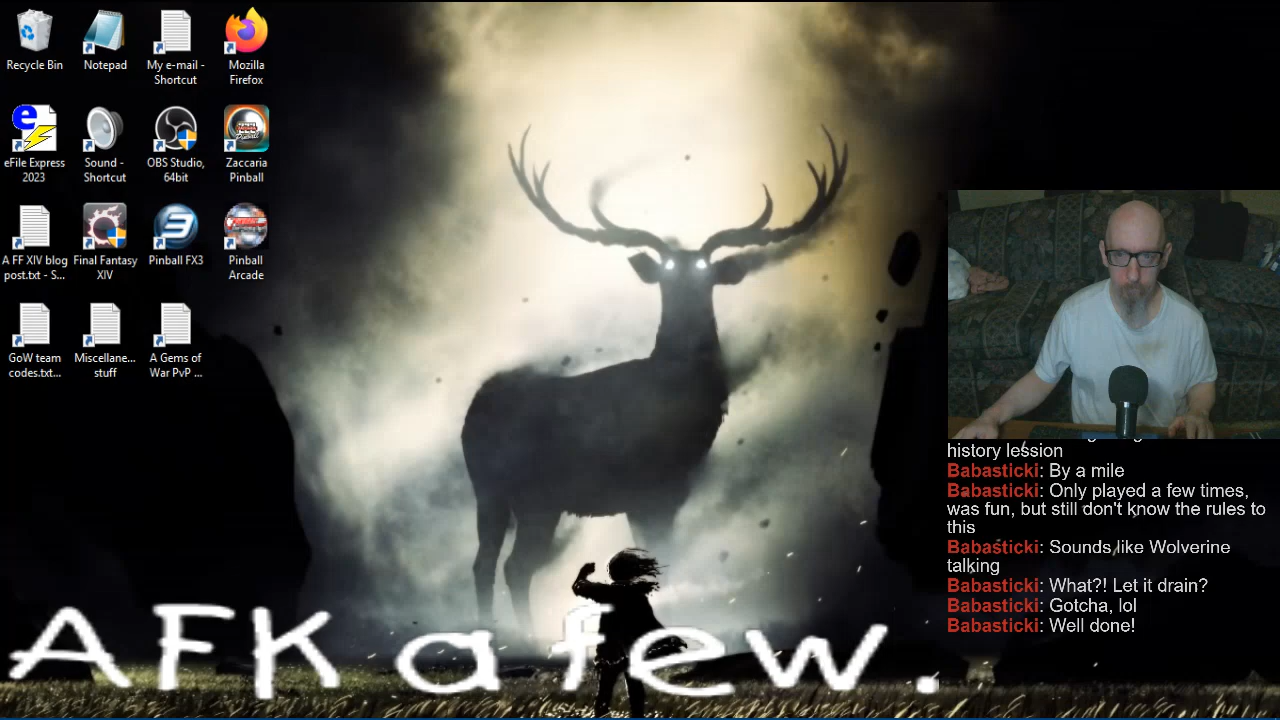 Recycle Bin
Notepad
My e-mail -
Shortcut
Mozilla
Firefox
eFile Express
2023
Sound -
Shortcut
OBS Studio,
64bit
Zaccaria
Pinball
A FF XIV blog
post.txt - S...
Final Fantasy
XIV
Pinball FX3
Pinball
Arcade
GoW team
codes.txt...
Miscellane...
stuff
A Gems of
War PvP ...
history lession
Babasticki: By a mile
Babasticki: Only played a few times,
was fun, but still don't know the rules to
this
Babasticki: Sounds like Wolverine
talking
Babasticki: What?! Let it drain?
Babasticki: Gotcha, lol
Babasticki: Well done!
AFK a few.